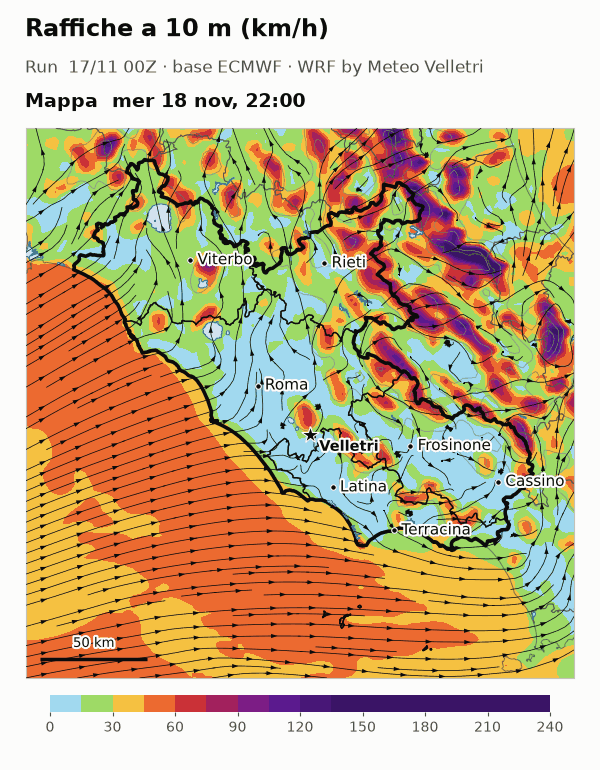 Raffiche a 10 m (km/h)
Run  17/11 00Z · base ECMWF · WRF by Meteo Velletri
Mappa  mer 18 nov, 22:00
Viterbo
Rieti
Roma
Velletri
Frosinone
Latina
Cassino
Terracina
50 km
0 30 60 90 120 150 180 210 240